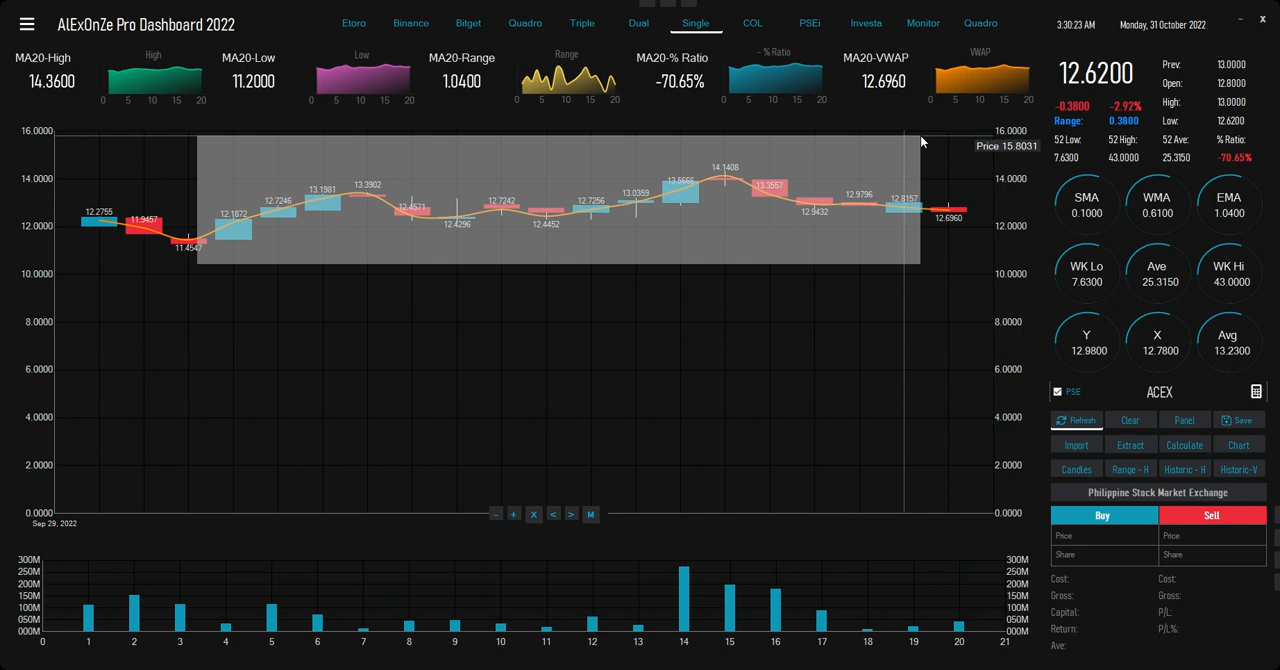 AlExOnZe Pro Dashboard 2022
Etoro Binance Bitget Quadro Triple Dual Single COL PSEi Investa Monitor Quadro
3:30:23 AM Monday, 31 October 2022 - X
MA20-High High MA20-Low Low MA20-Range Range MA20-% Ratio - % Ratio MA20-VWAP VWAP
14.3600 11.2000 1.0400 -70.65% 12.6960
0 5 10 15 20 0 5 10 15 20 0 5 10 15 20 0 5 10 15 20 0 5 10 15 20
12.6200
-0.3800 -2.92%
Range: 0.3800
Prev: 13.0000
Open: 12.8000
High: 13.0000
Low: 12.6200
52 Low: 52 High: 52 Ave: % Ratio:
7.6300 43.0000 25.3150 -70.65%
16.0000 16.0000
Price 15.8031
14.0000 14.0000
12.0000 12.0000
10.0000 10.0000
8.0000 8.0000
6.0000 6.0000
4.0000 4.0000
2.0000 2.0000
0.0000 0.0000
12.2755 11.9457 11.4547 12.1872 12.7246 13.1981 13.3902 12.4571 12.4296 12.7242 12.4452 12.7256 13.0359 13.5666 14.1408 13.3557 12.9432 12.9796 12.8157 12.6960
Sep 29, 2022
- + X < > M
SMA WMA EMA
0.1000 0.6100 1.0400
WK Lo Ave WK Hi
7.6300 25.3150 43.0000
Y X Avg
12.9800 12.7800 13.2300
PSE ACEX
Refresh Clear Panel Save
Import Extract Calculate Chart
Candles Range - H Historic - H Historic-V
Philippine Stock Market Exchange
Buy Sell
Price Price
Share Share
Cost: Cost:
Gross: Gross:
Capital: P/L:
Return: P/L%:
Ave:
300M 300M
250M 250M
200M 200M
150M 150M
100M 100M
050M 050M
000M 000M
0 1 2 3 4 5 6 7 8 9 10 11 12 13 14 15 16 17 18 19 20 21